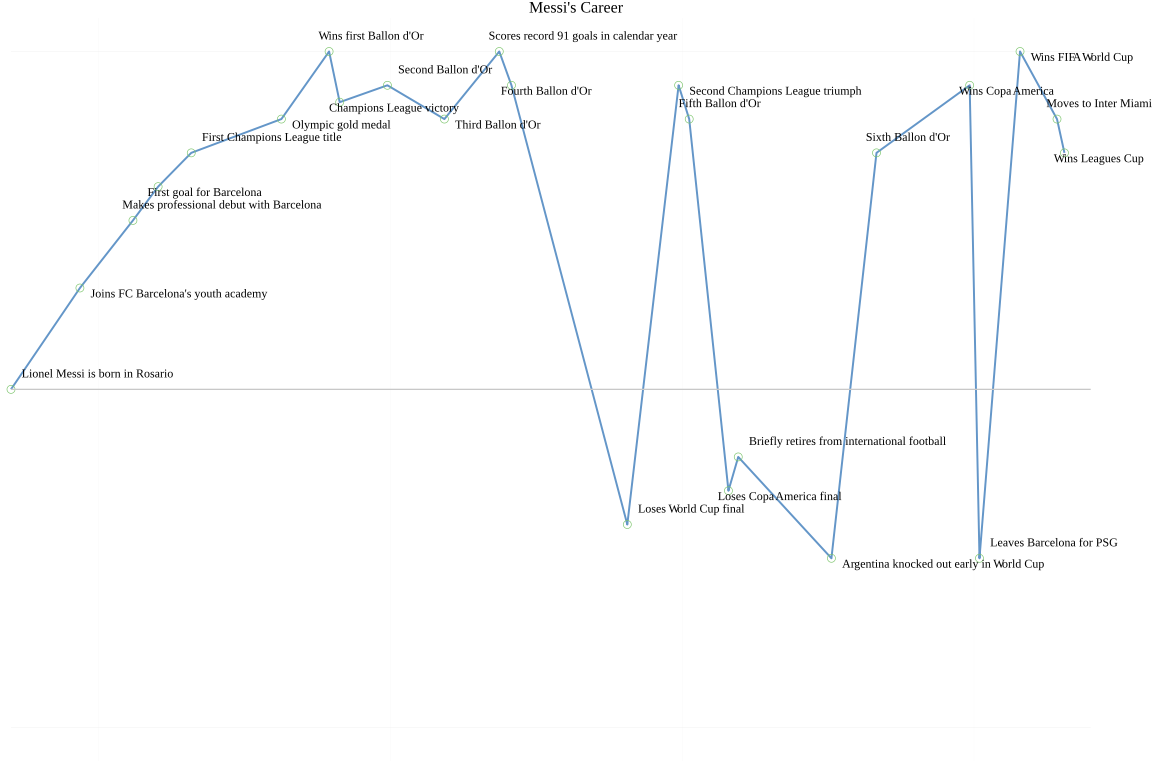 Messi's Career
Wins first Ballon d'Or
Scores record 91 goals in calendar year
Wins FIFA World Cup
Second Ballon d'Or
Fourth Ballon d'Or
Second Champions League triumph
Wins Copa America
Champions League victory
Fifth Ballon d'Or
Moves to Inter Miami
Olympic gold medal
Third Ballon d'Or
First Champions League title
Sixth Ballon d'Or
Wins Leagues Cup
First goal for Barcelona
Makes professional debut with Barcelona
Joins FC Barcelona's youth academy
Lionel Messi is born in Rosario
Briefly retires from international football
Loses Copa America final
Loses World Cup final
Leaves Barcelona for PSG
Argentina knocked out early in World Cup